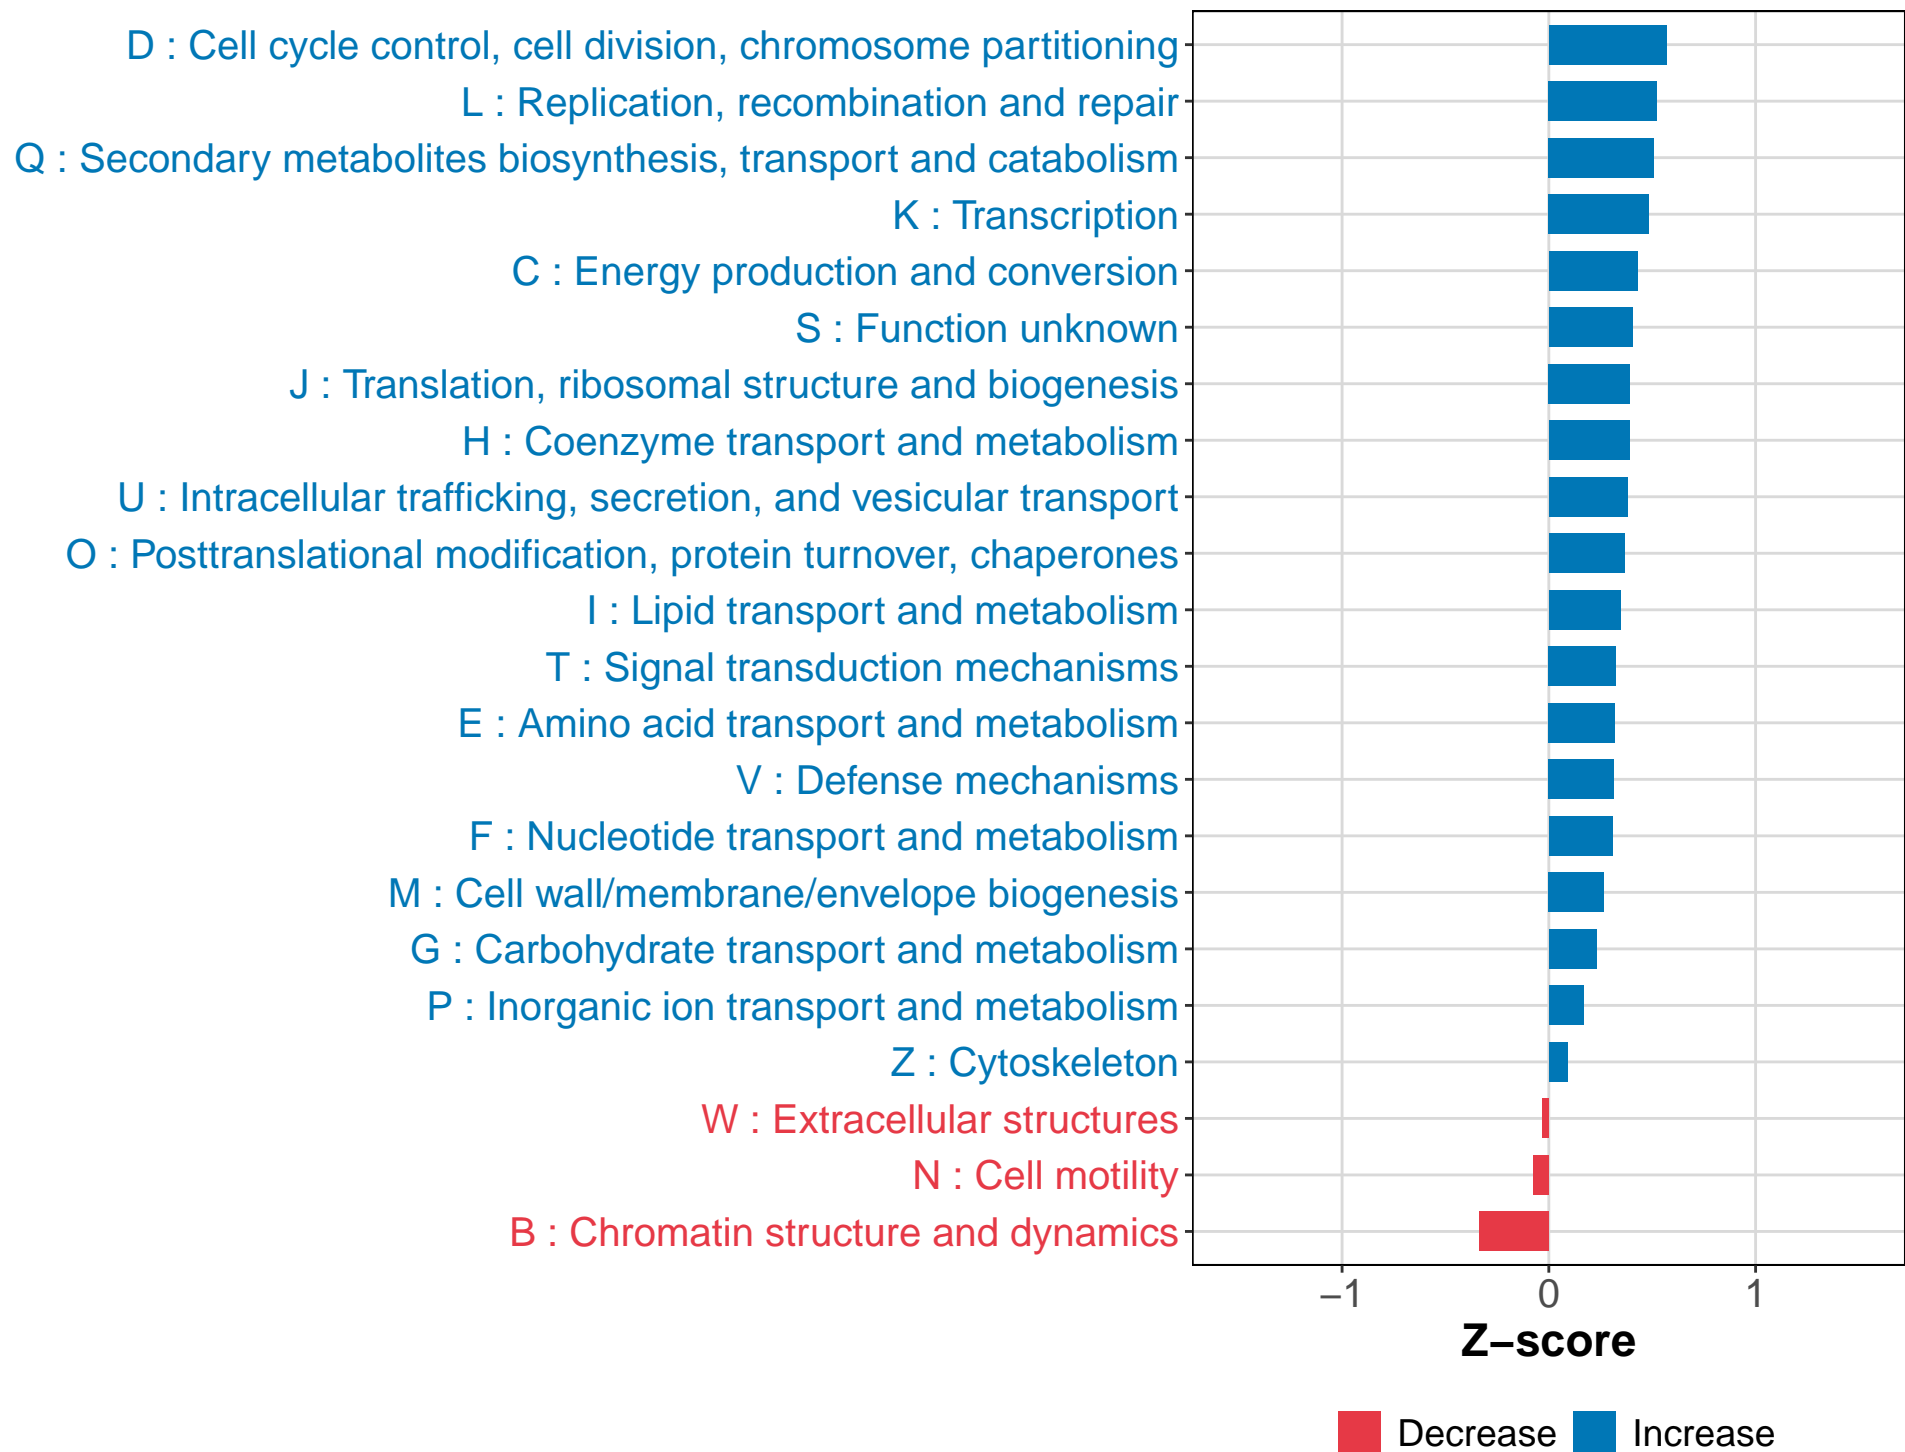 D : Cell cycle control, cell division, chromosome partitioning
L : Replication, recombination and repair
Q : Secondary metabolites biosynthesis, transport and catabolism
K : Transcription
C : Energy production and conversion
S : Function unknown
J : Translation, ribosomal structure and biogenesis
H : Coenzyme transport and metabolism
U : Intracellular trafficking, secretion, and vesicular transport
O : Posttranslational modification, protein turnover, chaperones
I : Lipid transport and metabolism
T : Signal transduction mechanisms
E : Amino acid transport and metabolism
V : Defense mechanisms
F : Nucleotide transport and metabolism
M : Cell wall/membrane/envelope biogenesis
G : Carbohydrate transport and metabolism
P : Inorganic ion transport and metabolism
Z : Cytoskeleton
W : Extracellular structures
N : Cell motility
B : Chromatin structure and dynamics
−1 0 1
Z−score
Decrease Increase